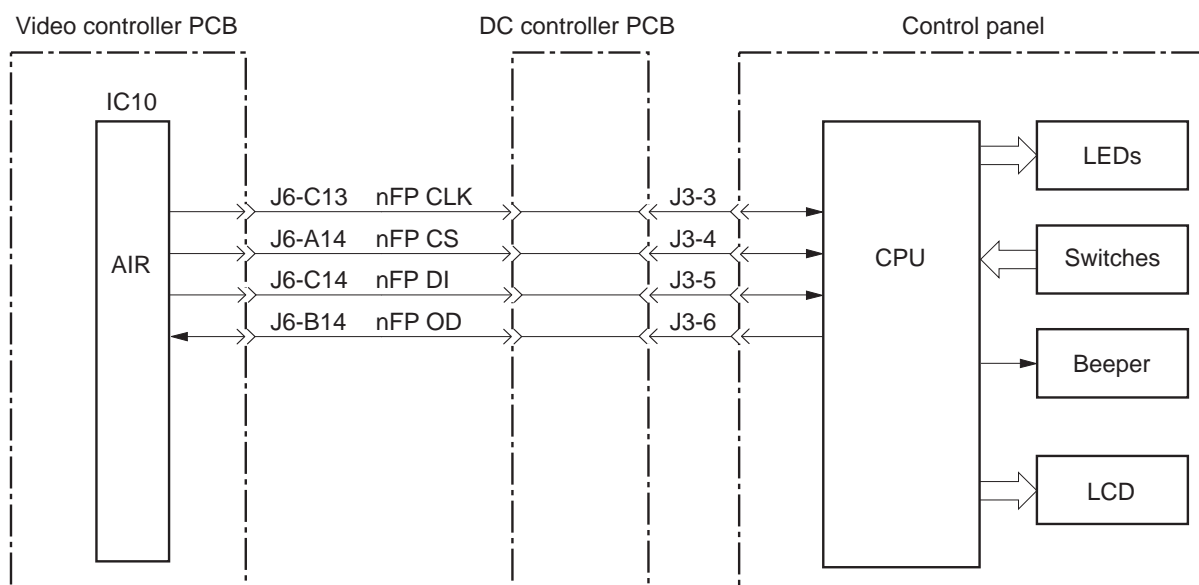 Video controller PCB
DC controller PCB
Control panel
IC10
AIR
J6-C13 nFP CLK J3-3
J6-A14 nFP CS J3-4
J6-C14 nFP DI J3-5
J6-B14 nFP OD J3-6
CPU
LEDs
Switches
Beeper
LCD